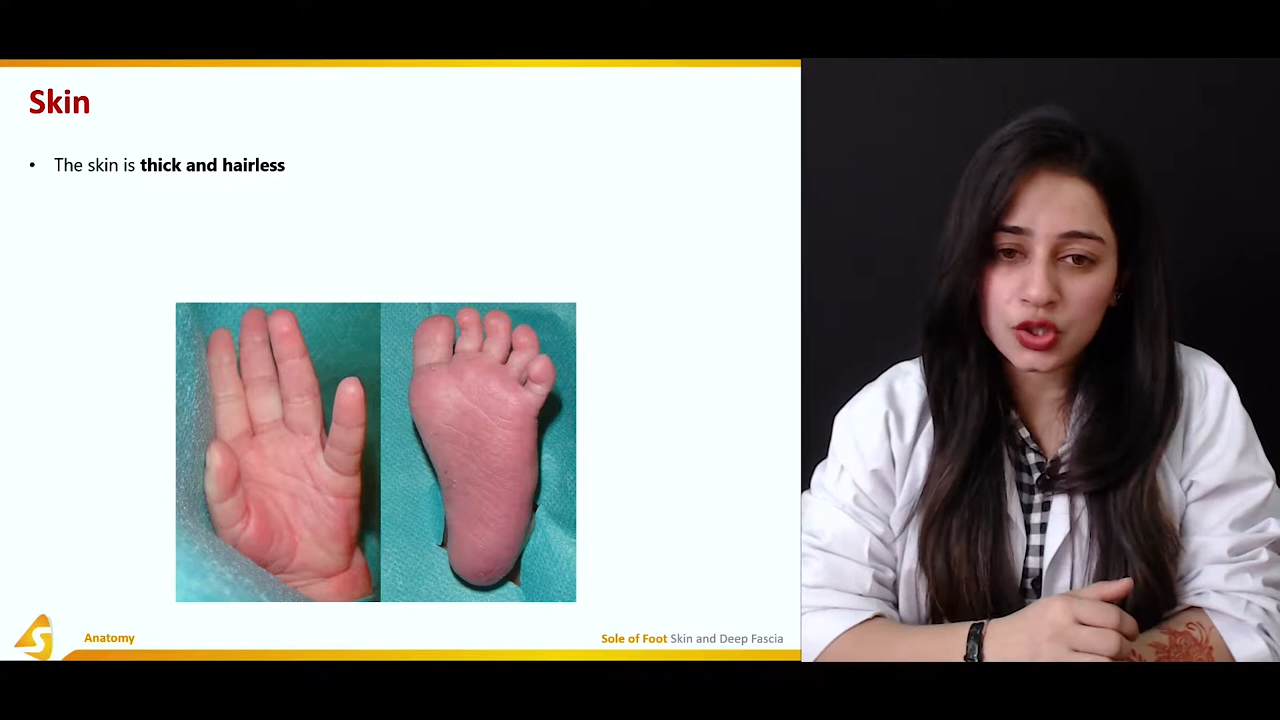 Skin
• The skin is thick and hairless
Anatomy
Sole of Foot Skin and Deep Fascia